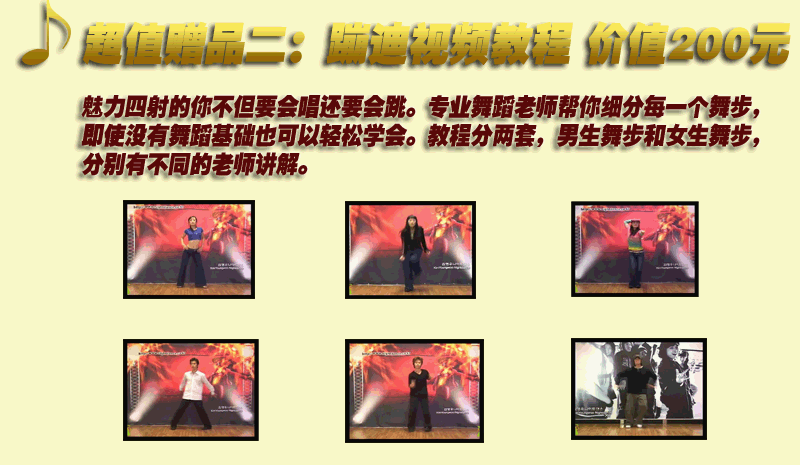 超值赠品二：蹦迪视频教程 价值200元
魅力四射的你不但要会唱还要会跳。专业舞蹈老师帮你细分每一个舞步，
即使没有舞蹈基础也可以轻松学会。教程分两套，男生舞步和女生舞步，
分别有不同的老师讲解。